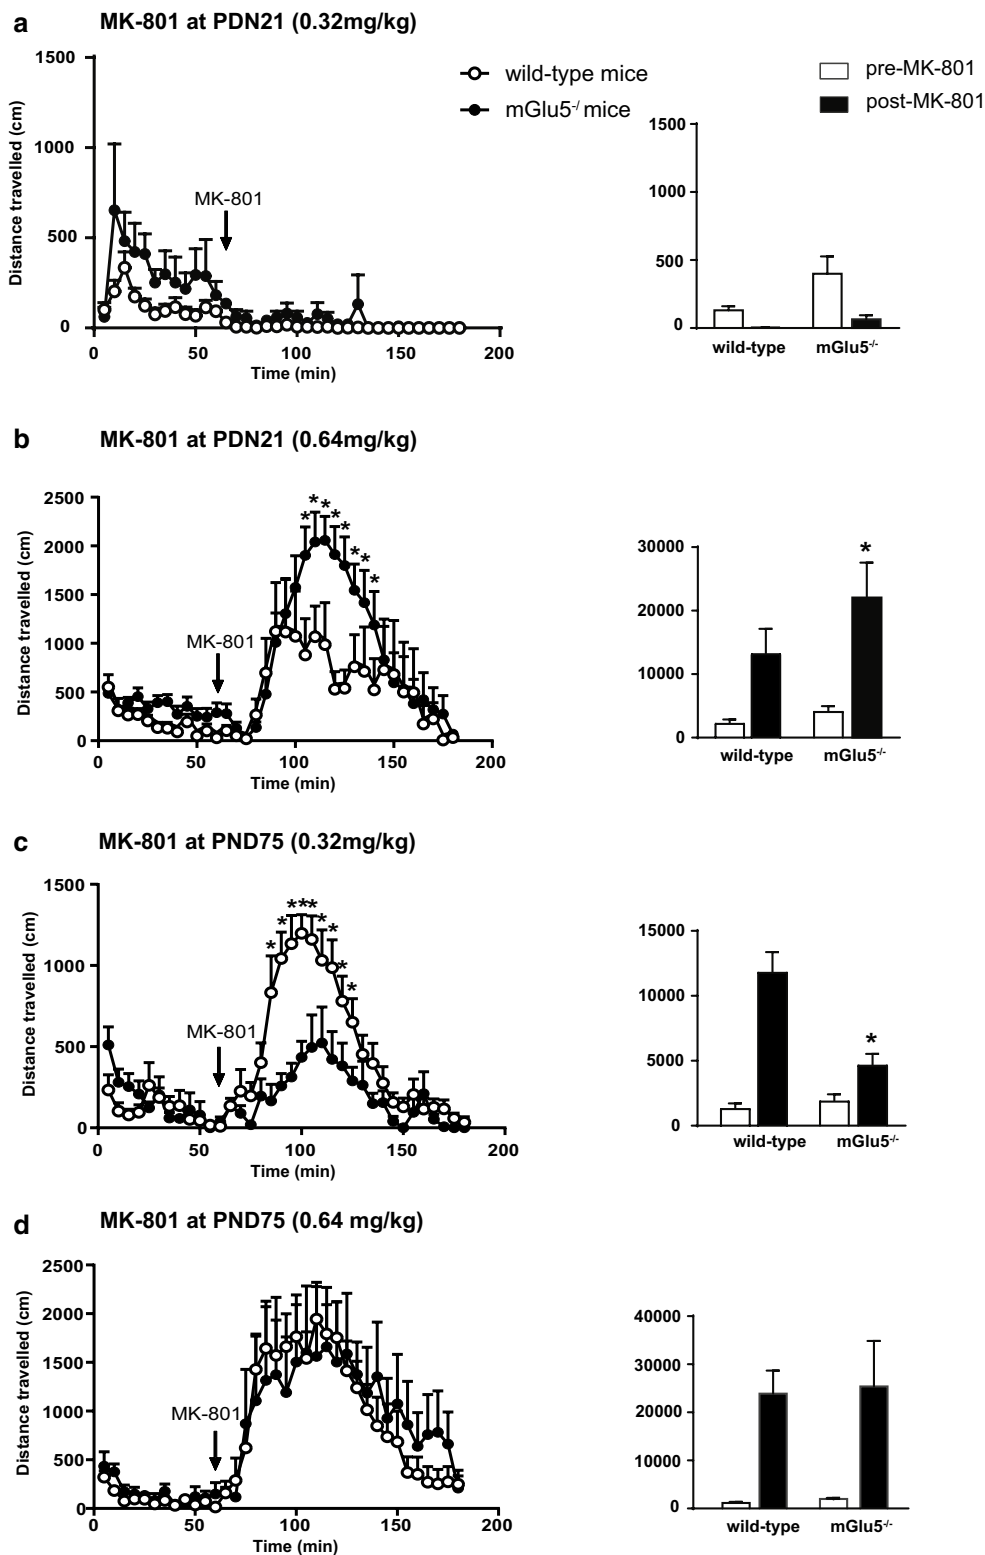 a
MK-801 at PDN21 (0.32mg/kg)
wild-type mice
mGlu5-/- mice
pre-MK-801
post-MK-801
Distance travelled (cm)
1500
1000
500
0
MK-801
0 50 100 150 200
Time (min)
1500
1000
500
0
wild-type mGlu5-/-
b
MK-801 at PDN21 (0.64mg/kg)
Distance travelled (cm)
2500
2000
1500
1000
500
0
* * * * * * * *
MK-801
0 50 100 150 200
Time (min)
30000
20000
10000
0
*
wild-type mGlu5-/-
c
MK-801 at PND75 (0.32mg/kg)
Distance travelled (cm)
1500
1000
500
0
* * * * * * * * *
MK-801
0 50 100 150 200
Time (min)
15000
10000
5000
0
*
wild-type mGlu5-/-
d
MK-801 at PND75 (0.64 mg/kg)
Distance travelled (cm)
2500
2000
1500
1000
500
0
MK-801
0 50 100 150 200
Time (min)
40000
30000
20000
10000
0
wild-type mGlu5-/-